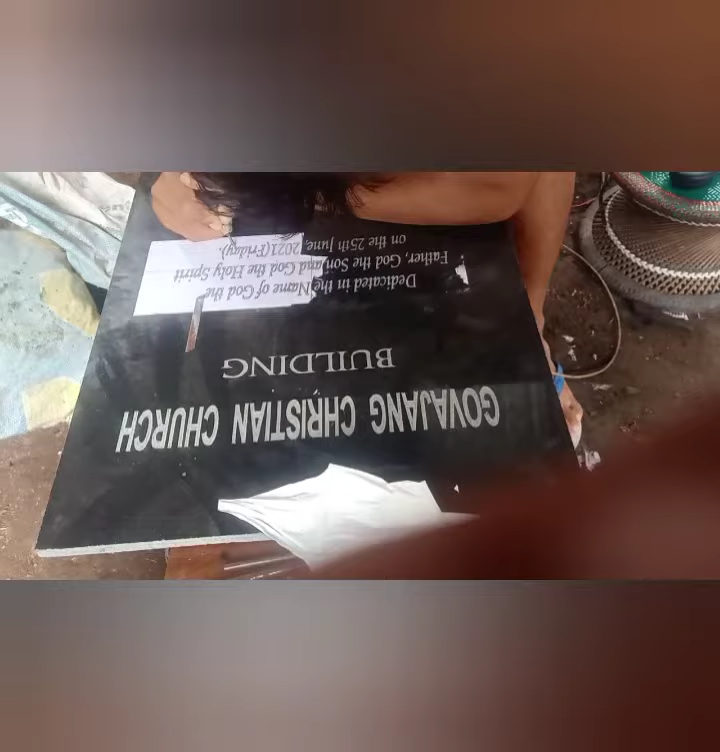 GOVAJANG CHRISTIAN CHURCH
BUILDING
Dedicated in the Name of God the
Father, God the Son and God the Holy Spirit
on the 25th June, 2021(Friday).